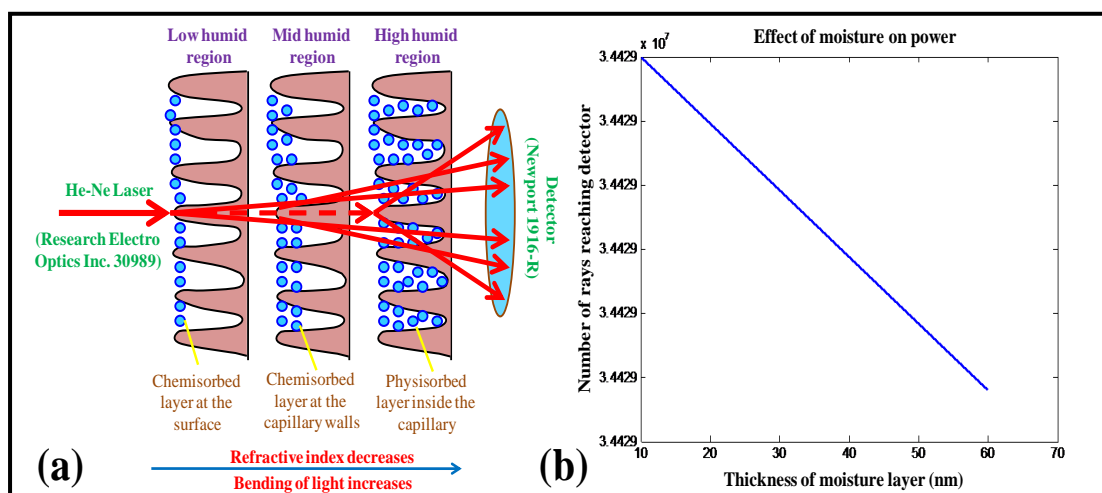 Low humid
region
Mid humid
region
High humid
region
He-Ne Laser
(Research Electro
Optics Inc. 30989)
Detector
(Newport 1916-R)
Chemisorbed
layer at the
surface
Chemisorbed
layer at the
capillary walls
Physisorbed
layer inside the
capillary
(a)
Refractive index decreases
Bending of light increases
Effect of moisture on power
3.4429 x 10^7
3.4429
3.4429
3.4429
3.4429
3.4429
3.4429
Number of rays reaching detector
10 20 30 40 50 60 70
Thickness of moisture layer (nm)
(b)